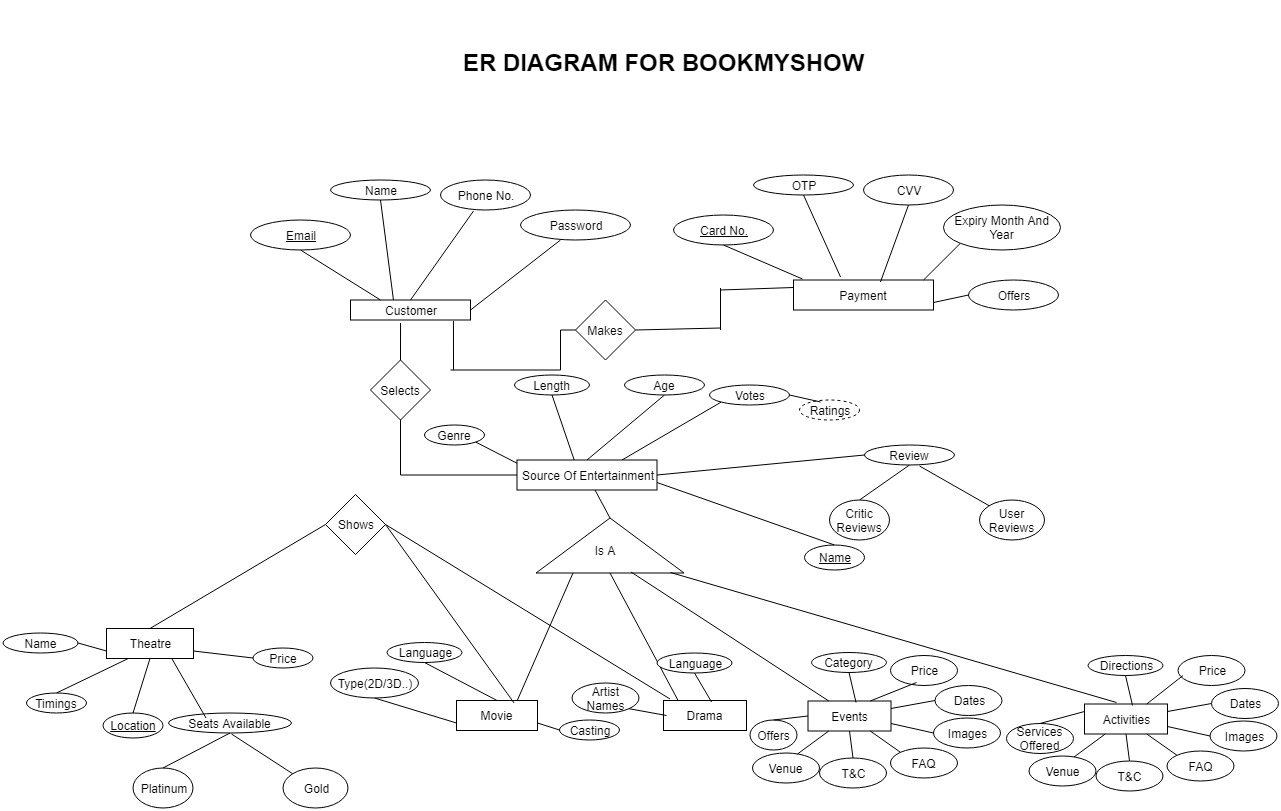 ER DIAGRAM FOR BOOKMYSHOW
Name
Phone No.
Email
Password
OTP
CVV
Card No.
Expiry Month And
Year
Offers
Customer
Payment
Makes
Selects
Length
Age
Votes
Ratings
Genre
Source Of Entertainment
Review
Critic
Reviews
User
Reviews
Name
Shows
Is A
Theatre
Name
Price
Timings
Location
Seats Available
Platinum
Gold
Language
Type(2D/3D..)
Movie
Casting
Language
Artist
Names
Drama
Category
Price
Dates
Events
Offers
Images
Venue
T&C
FAQ
Directions
Price
Dates
Activities
Services
Offered
Images
Venue
T&C
FAQ